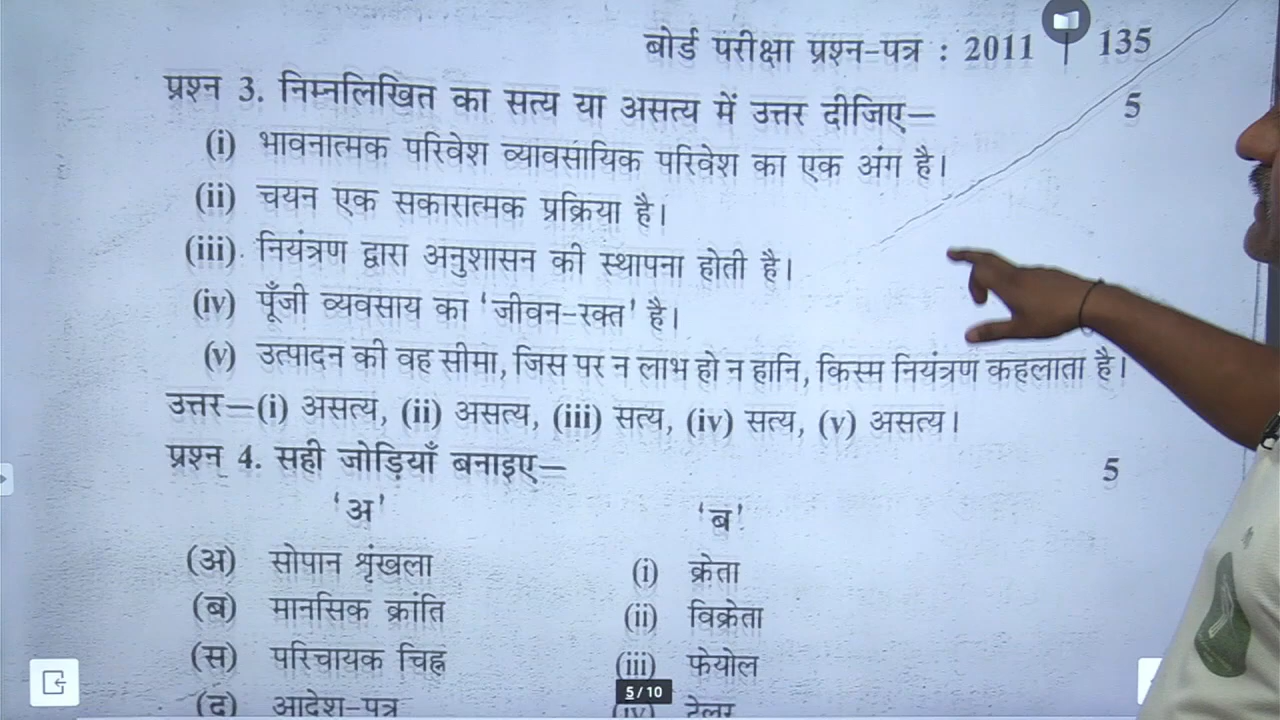 बोर्ड परीक्षा प्रश्न-पत्र : 2011 | 135
प्रश्न 3. निम्नलिखित का सत्य या असत्य में उत्तर दीजिए— 5
(i) भावनात्मक परिवेश व्यावसायिक परिवेश का एक अंग है।
(ii) चयन एक सकारात्मक प्रक्रिया है।
(iii) नियंत्रण द्वारा अनुशासन की स्थापना होती है।
(iv) पूँजी व्यवसाय का 'जीवन-रक्त' है।
(v) उत्पादन की वह सीमा, जिस पर न लाभ हो न हानि, किस्म नियंत्रण कहलाता है।
उत्तर—(i) असत्य, (ii) असत्य, (iii) सत्य, (iv) सत्य, (v) असत्य।
प्रश्न 4. सही जोड़ियाँ बनाइए— 5
'अ' 'ब'
(अ) सोपान श्रृंखला (i) क्रेता
(ब) मानसिक क्रांति (ii) विक्रेता
(स) परिचायक चिह्न (iii) फेयोल
5 / 10
(द) आदेश-पत्र (iv) टेलर